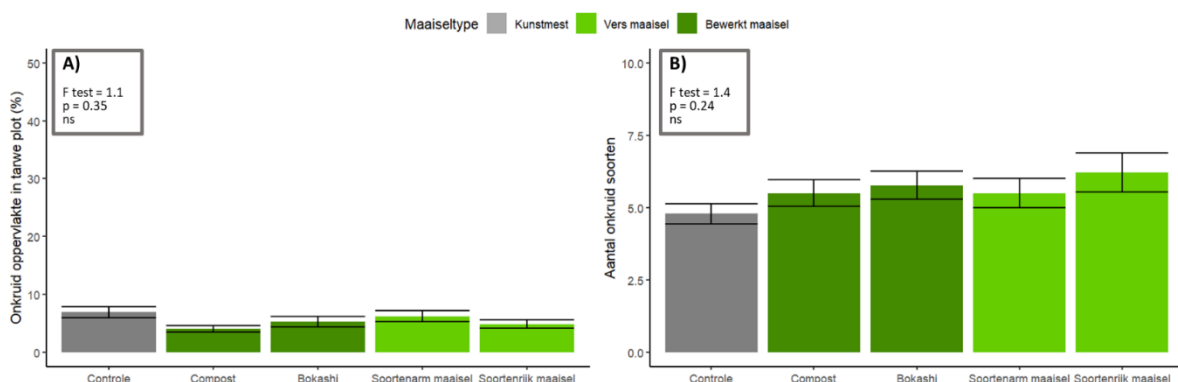 Maaiseltype Kunstmest Vers maaisel Bewerkt maaisel
A)
F test = 1.1
p = 0.35
ns
Onkruid oppervlakte in tarwe plot (%)
50
40
30
20
10
0
Controle Compost Bokashi Soortenarm maaisel Soortenrijk maaisel
B)
F test = 1.4
p = 0.24
ns
Aantal onkruid soorten
10.0
7.5
5.0
2.5
0.0
Controle Compost Bokashi Soortenarm maaisel Soortenrijk maaisel